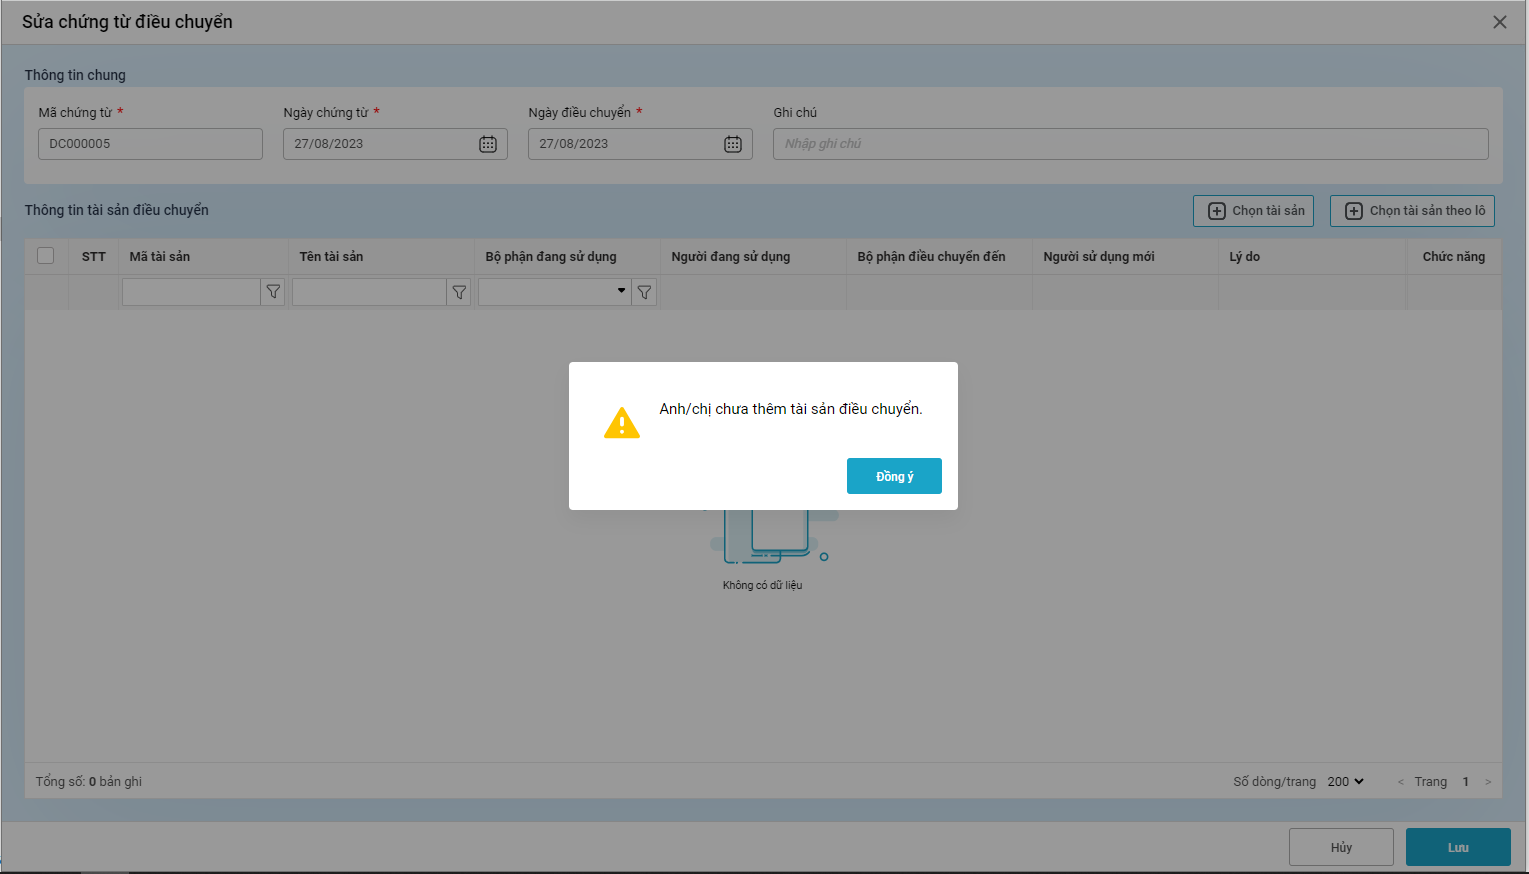 Sửa chứng từ điều chuyển
Thông tin chung
Mã chứng từ * Ngày chứng từ * Ngày điều chuyển * Ghi chú
DC000005 27/08/2023 27/08/2023 Nhập ghi chú
Thông tin tài sản điều chuyển Chọn tài sản Chọn tài sản theo lô
STT Mã tài sản Tên tài sản Bộ phận đang sử dụng Người đang sử dụng Bộ phận điều chuyển đến Người sử dụng mới Lý do Chức năng
Anh/chị chưa thêm tài sản điều chuyển.
Đồng ý
Không có dữ liệu
Tổng số: 0 bản ghi Số dòng/trang 200 < Trang 1 >
Hủy Lưu